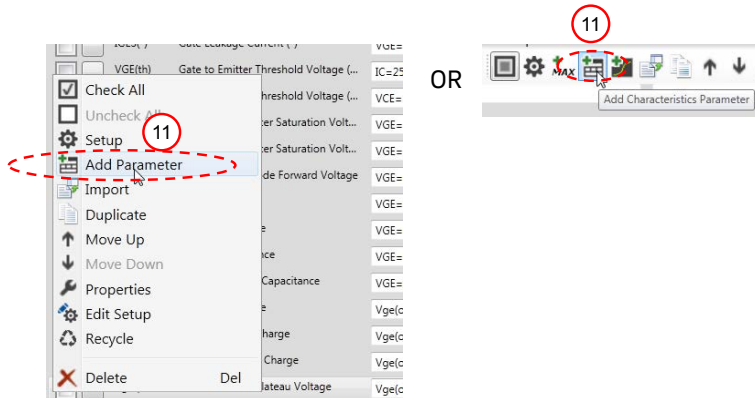 ICES(-) Gate Leakage Current (-) VGE=
VGE(th) Gate to Emitter Threshold Voltage (... IC=25
Check All
hreshold Voltage (... VCE=
Uncheck All
er Saturation Volt... VGE=
Setup
11
er Saturation Volt... VGE=
Add Parameter
de Forward Voltage VGE=
Import
VGE=
Duplicate
e VGE=
Move Up
nce VGE=
Move Down
Capacitance VGE=
Properties
e Vge(o
Edit Setup
harge Vge(o
Recycle
Charge Vge(o
Delete Del
lateau Voltage Vge(o
OR
11
MAX
Add Characteristics Parameter